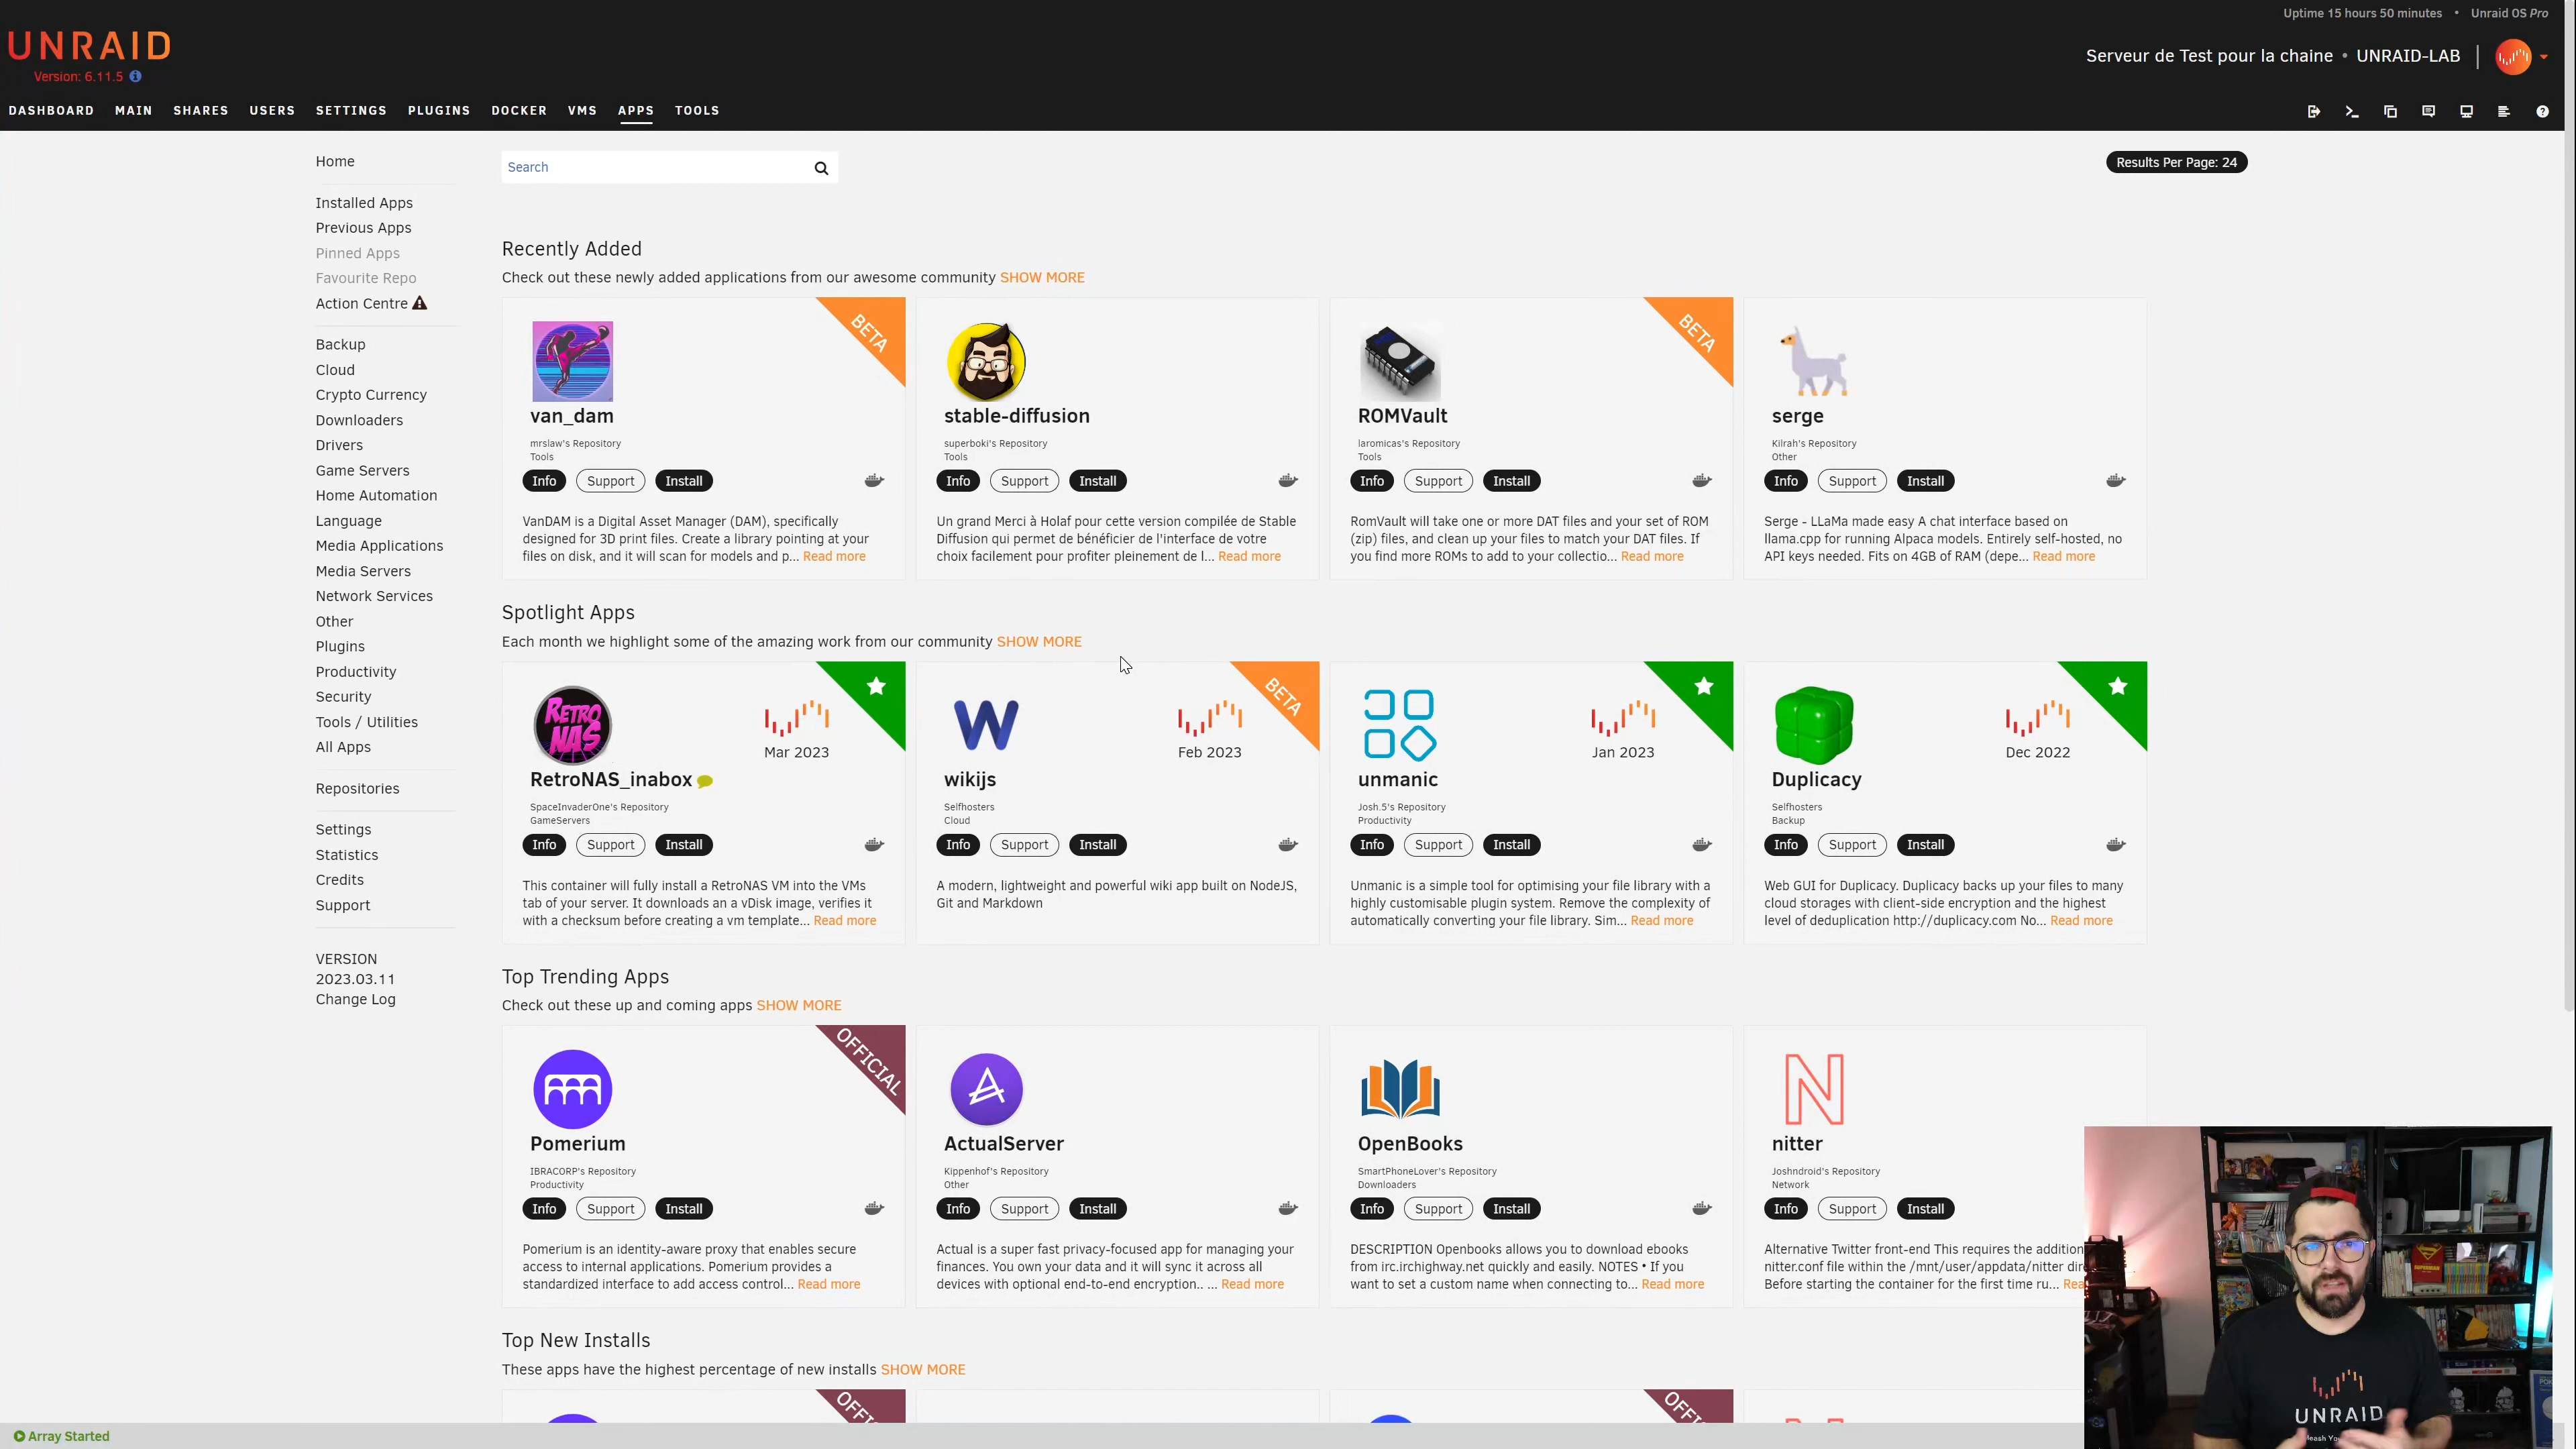 Uptime 15 hours 50 minutes • Unraid OS Pro
UNRAID
Version: 6.11.5
Serveur de Test pour la chaine • UNRAID-LAB
DASHBOARD MAIN SHARES USERS SETTINGS PLUGINS DOCKER VMS APPS TOOLS
Home
Installed Apps
Previous Apps
Pinned Apps
Favourite Repo
Action Centre
Backup
Cloud
Crypto Currency
Downloaders
Drivers
Game Servers
Home Automation
Language
Media Applications
Media Servers
Network Services
Other
Plugins
Productivity
Security
Tools / Utilities
All Apps
Repositories
Settings
Statistics
Credits
Support
VERSION
2023.03.11
Change Log
Search
Results Per Page: 24
Recently Added
Check out these newly added applications from our awesome community SHOW MORE
BETA
van_dam
mrslaw's Repository
Tools
Info Support Install
VanDAM is a Digital Asset Manager (DAM), specifically
designed for 3D print files. Create a library pointing at your
files on disk, and it will scan for models and p... Read more
stable-diffusion
superboki's Repository
Tools
Info Support Install
Un grand Merci à Holaf pour cette version compilée de Stable
Diffusion qui permet de bénéficier de l'interface de votre
choix facilement pour profiter pleinement de l... Read more
BETA
ROMVault
laromicas's Repository
Tools
Info Support Install
RomVault will take one or more DAT files and your set of ROM
(zip) files, and clean up your files to match your DAT files. If
you find more ROMs to add to your collectio... Read more
serge
Kilrah's Repository
Other
Info Support Install
Serge - LLaMa made easy A chat interface based on
llama.cpp for running Alpaca models. Entirely self-hosted, no
API keys needed. Fits on 4GB of RAM (depe... Read more
Spotlight Apps
Each month we highlight some of the amazing work from our community SHOW MORE
RETRO
NAS
Mar 2023
RetroNAS_inabox
SpaceInvaderOne's Repository
GameServers
Info Support Install
This container will fully install a RetroNAS VM into the VMs
tab of your server. It downloads an a vDisk image, verifies it
with a checksum before creating a vm template... Read more
BETA
W
Feb 2023
wikijs
Selfhosters
Cloud
Info Support Install
A modern, lightweight and powerful wiki app built on NodeJS,
Git and Markdown
Jan 2023
unmanic
Josh.5's Repository
Productivity
Info Support Install
Unmanic is a simple tool for optimising your file library with a
highly customisable plugin system. Remove the complexity of
automatically converting your file library. Sim... Read more
Dec 2022
Duplicacy
Selfhosters
Backup
Info Support Install
Web GUI for Duplicacy. Duplicacy backs up your files to many
cloud storages with client-side encryption and the highest
level of deduplication http://duplicacy.com No... Read more
Top Trending Apps
Check out these up and coming apps SHOW MORE
OFFICIAL
Pomerium
IBRACORP's Repository
Productivity
Info Support Install
Pomerium is an identity-aware proxy that enables secure
access to internal applications. Pomerium provides a
standardized interface to add access control... Read more
ActualServer
Kippenhof's Repository
Other
Info Support Install
Actual is a super fast privacy-focused app for managing your
finances. You own your data and it will sync it across all
devices with optional end-to-end encryption.. ... Read more
OpenBooks
SmartPhoneLover's Repository
Downloaders
Info Support Install
DESCRIPTION Openbooks allows you to download ebooks
from irc.irchighway.net quickly and easily. NOTES • If you
want to set a custom name when connecting to... Read more
N
nitter
Joshndroid's Repository
Network
Info Support Install
Alternative Twitter front-end This requires the addition
nitter.conf file within the /mnt/user/appdata/nitter dir
Before starting the container for the first time ru... Rea
Top New Installs
These apps have the highest percentage of new installs SHOW MORE
Array Started
UNRAID